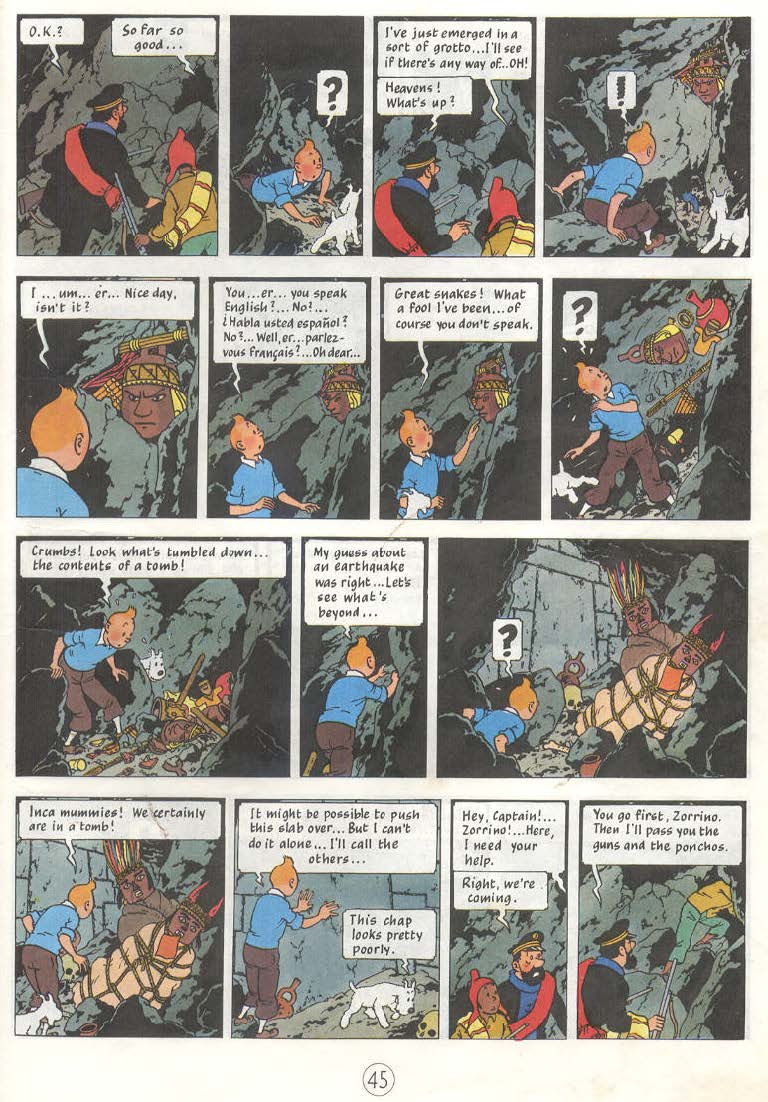 O.K.?
So far so
good...
?
I've just emerged in a
sort of grotto...I'll see
if there's any way of...OH!
Heavens!
What's up?
!
I ...um... er... Nice day,
isn't it?
You...er... you speak
English?... No?...
¿Habla usted español?
No?... Well,er...parlez-
vous français?...Oh dear...
Great snakes! What
a fool I've been...of
course you don't speak.
?
Crumbs! Look what's tumbled down...
the contents of a tomb!
My guess about
an earthquake
was right...Let's
see what's
beyond...
?
Inca mummies! We certainly
are in a tomb!
It might be possible to push
this slab over...But I can't
do it alone... I'll call the
others...
This chap
looks pretty
poorly.
Hey, Captain!...
Zorrino!...Here,
I need your
help.
Right, we're
coming.
You go first, Zorrino.
Then I'll pass you the
guns and the ponchos.
45